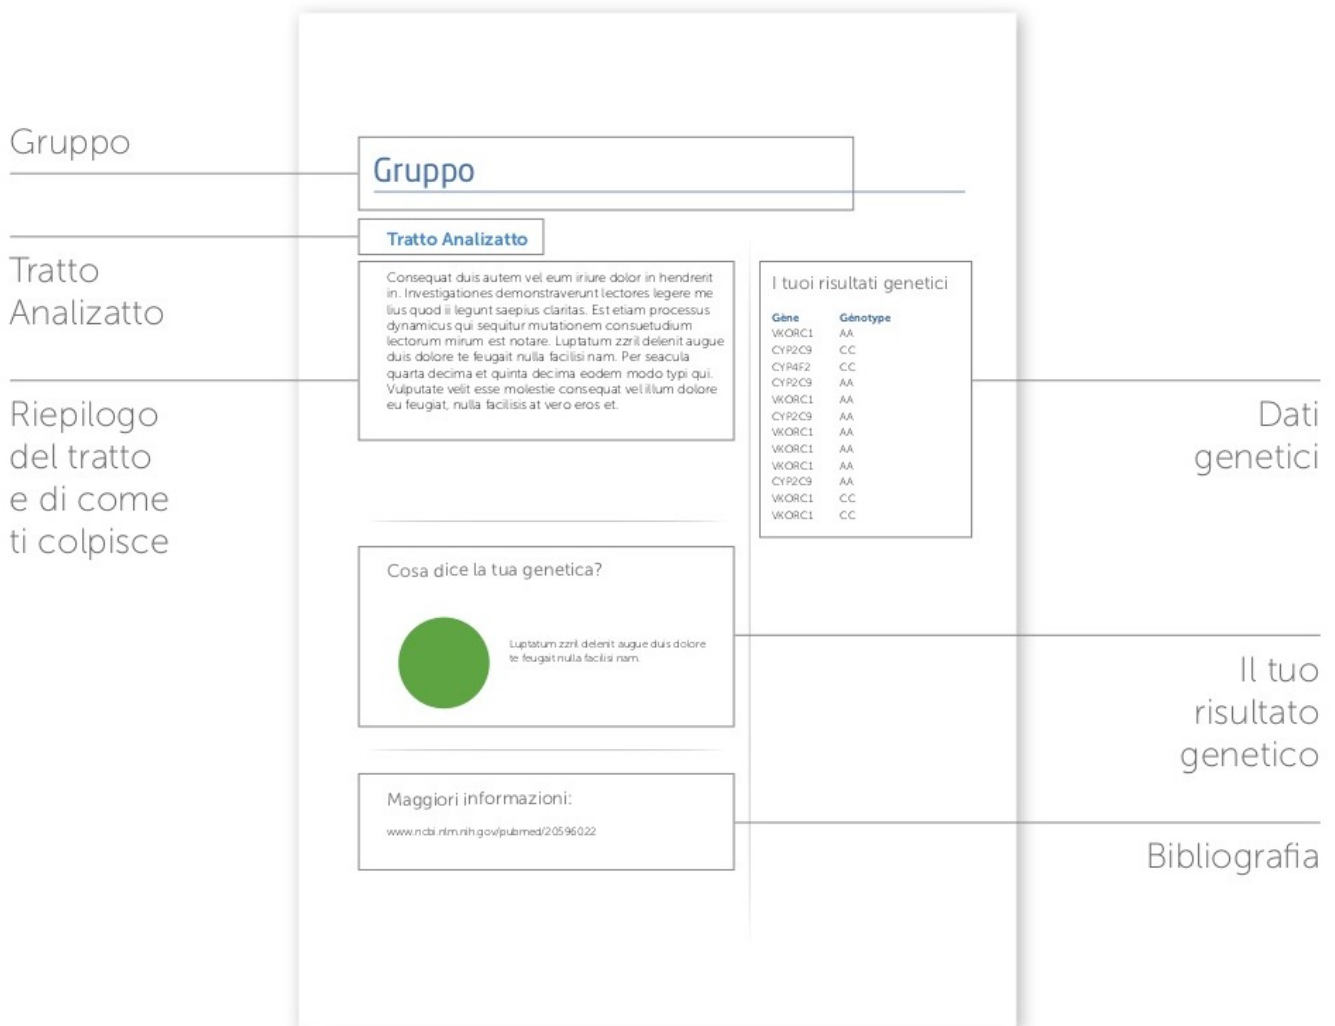 Gruppo
Tratto
Analizatto
Riepilogo
del tratto
e di come
ti colpisce
Gruppo
Tratto Analizatto
Consequat duis autem vel eum iriure dolor in hendrerit
in. Investigationes demonstraverunt lectores legere me
lius quod ii legunt saepius claritas. Est etiam processus
dynamicus qui sequitur mutationem consuetudium
lectorum mirum est notare. Luptatum zzril delenit augue
duis dolore te feugait nulla facilisi nam. Per seacula
quarta decima et quinta decima eodem modo typi qui.
Vulputate velit esse molestie consequat vel illum dolore
eu feugiat, nulla facilisis at vero eros et.
Cosa dice la tua genetica?
Luptatum zzril delenit augue duis dolore
te feugait nulla facilisi nam.
Maggiori informazioni:
www.ncbi.nlm.nih.gov/pubmed/20596022
I tuoi risultati genetici
Gène Génotype
VKORC1 AA
CYP2C9 CC
CYP4F2 CC
CYP2C9 AA
VKORC1 AA
CYP2C9 AA
VKORC1 AA
VKORC1 AA
VKORC1 AA
CYP2C9 AA
VKORC1 CC
VKORC1 CC
Dati
genetici
Il tuo
risultato
genetico
Bibliografia